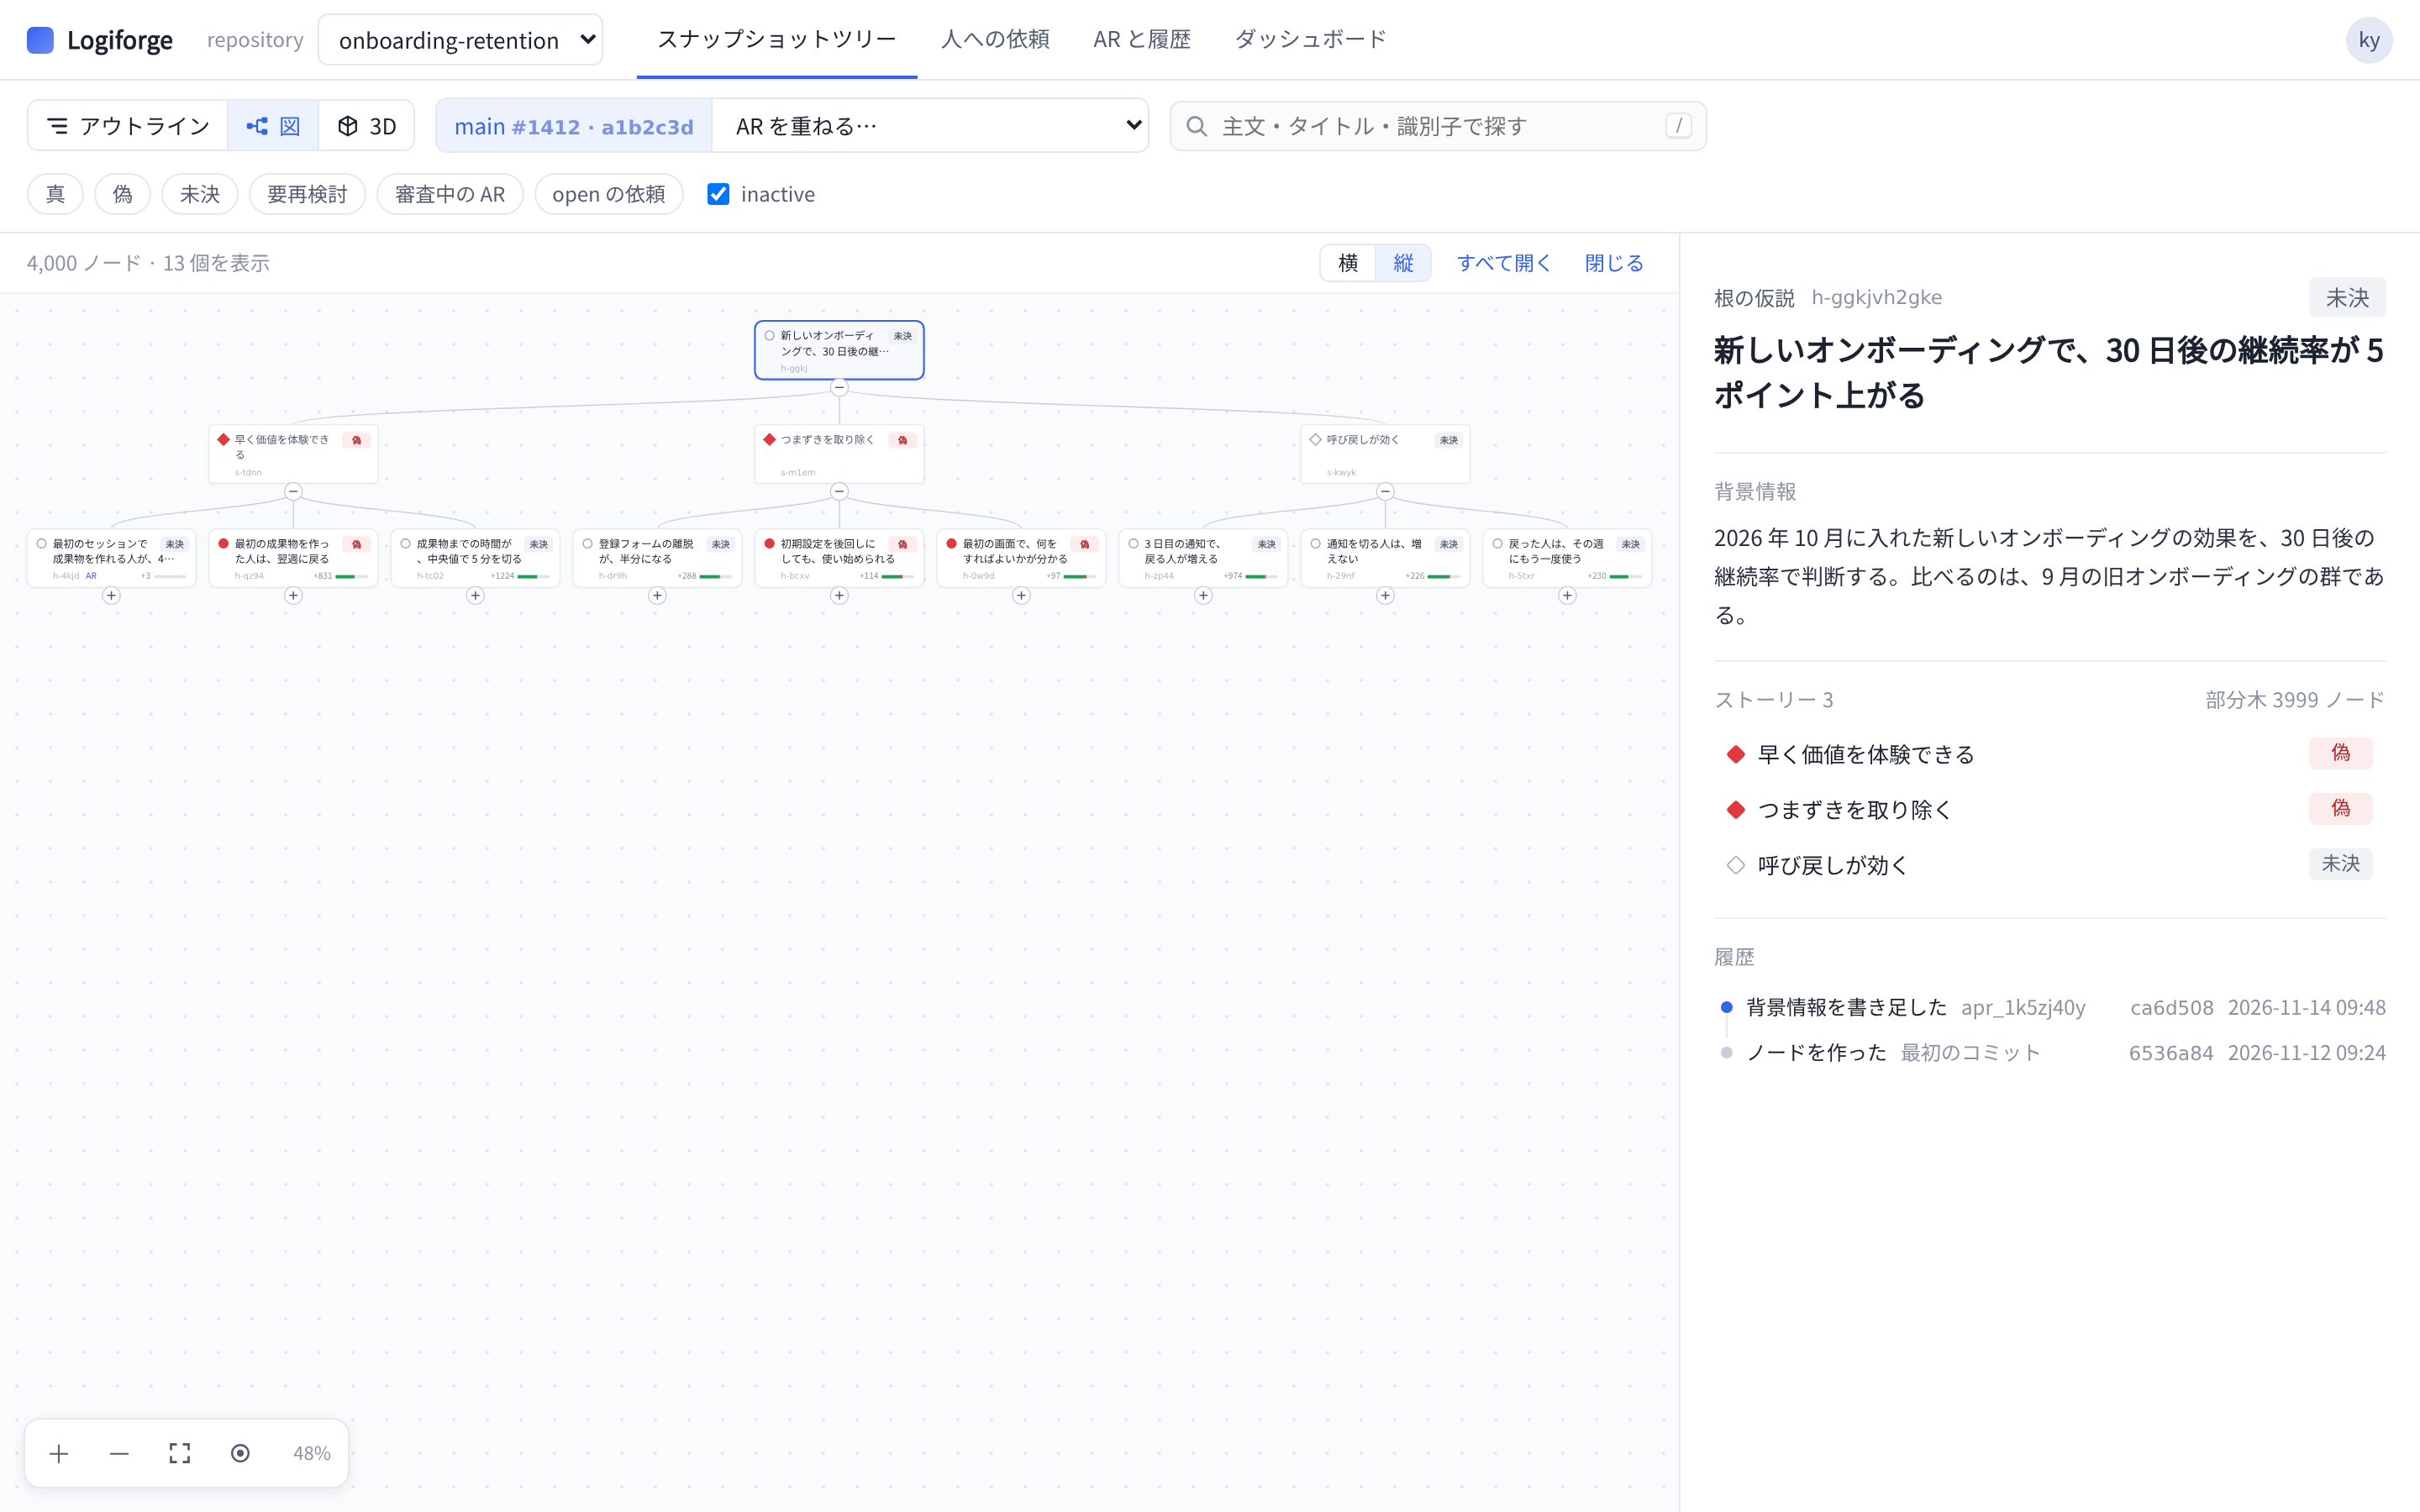 Logiforge
repository
onboarding-retention
スナップショットツリー
人への依頼
AR と履歴
ダッシュボード
ky
アウトライン
図
3D
main #1412 · a1b2c3d
AR を重ねる…
主文・タイトル・識別子で探す
/
真
偽
未決
要再検討
審査中の AR
open の依頼
inactive
4,000 ノード · 13 個を表示
横
縦
すべて開く
閉じる
新しいオンボーディ
ングで、30 日後の継…
未決
h-ggkj
早く価値を体験でき
る
偽
s-tdnn
つまずきを取り除く
偽
s-m1em
呼び戻しが効く
未決
s-kwyk
最初のセッションで
成果物を作れる人が、4…
未決
h-4kjd AR
+3
最初の成果物を作っ
た人は、翌週に戻る
偽
h-qz94
+831
成果物までの時間が
、中央値で 5 分を切る
未決
h-tc02
+1224
登録フォームの離脱
が、半分になる
未決
h-dr9h
+288
初期設定を後回しに
しても、使い始められる
偽
h-bcxv
+114
最初の画面で、何を
すればよいかが分かる
偽
h-0w9d
+97
3 日目の通知で、
戻る人が増える
未決
h-zp44
+974
通知を切る人は、増
えない
未決
h-29nf
+226
戻った人は、その週
にもう一度使う
未決
h-5txr
+230
48%
根の仮説 h-ggkjvh2gke
未決
新しいオンボーディングで、30 日後の継続率が 5
ポイント上がる
背景情報
2026 年 10 月に入れた新しいオンボーディングの効果を、30 日後の
継続率で判断する。比べるのは、9 月の旧オンボーディングの群であ
る。
ストーリー 3
部分木 3999 ノード
早く価値を体験できる
偽
つまずきを取り除く
偽
呼び戻しが効く
未決
履歴
背景情報を書き足した apr_1k5zj40y ca6d508 2026-11-14 09:48
ノードを作った 最初のコミット 6536a84 2026-11-12 09:24